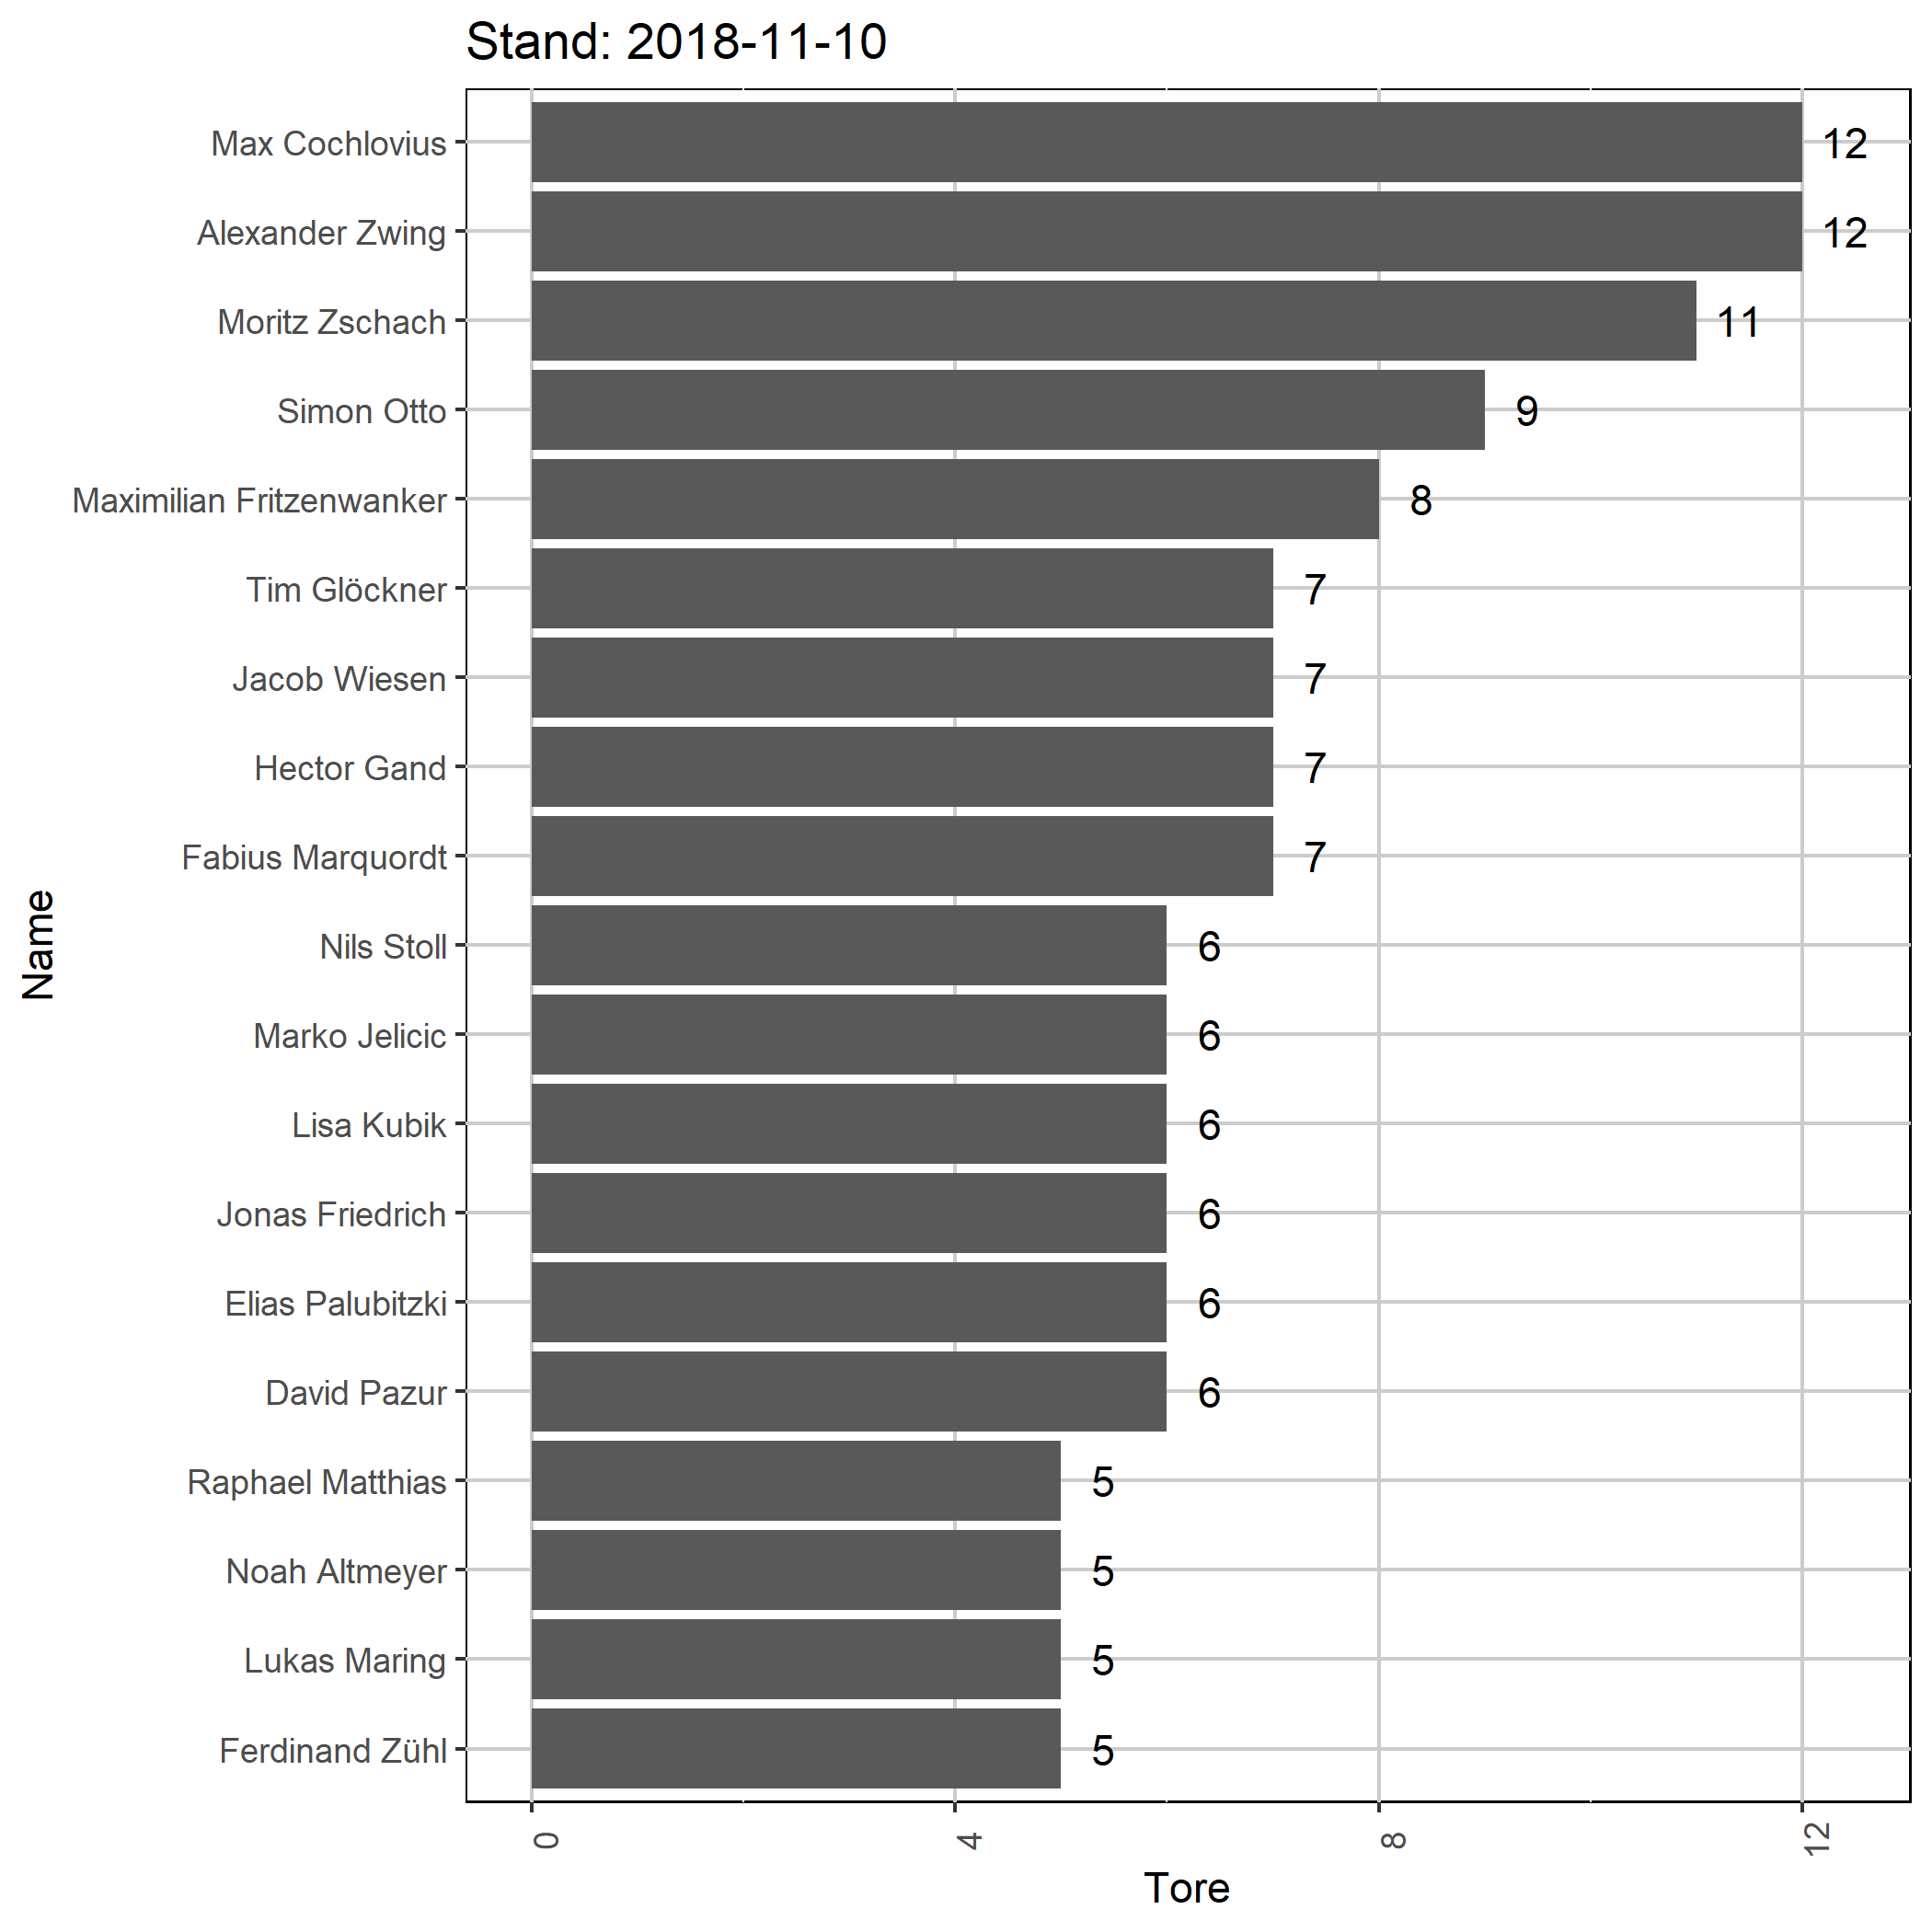 Stand: 2018-11-10
Max Cochlovius 12
Alexander Zwing 12
Moritz Zschach 11
Simon Otto 9
Maximilian Fritzenwanker 8
Tim Glöckner 7
Jacob Wiesen 7
Hector Gand 7
Fabius Marquordt 7
Nils Stoll 6
Marko Jelicic 6
Lisa Kubik 6
Jonas Friedrich 6
Elias Palubitzki 6
David Pazur 6
Raphael Matthias 5
Noah Altmeyer 5
Lukas Maring 5
Ferdinand Zühl 5
Name
0 4 8 12
Tore